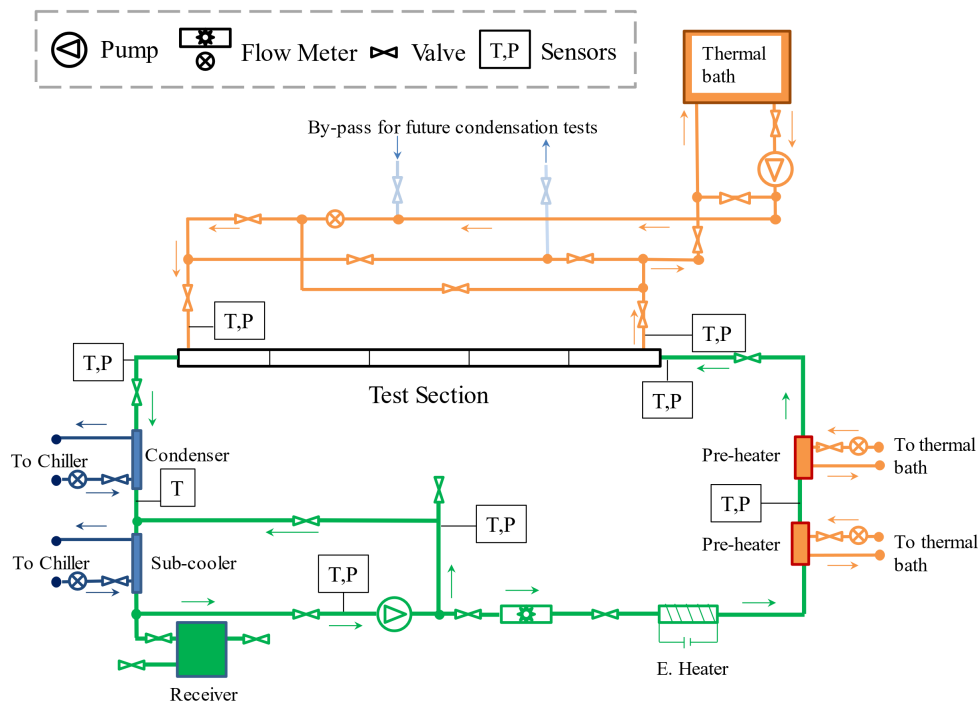 Pump
Flow Meter
Valve
T,P
Sensors
Thermal
bath
By-pass for future condensation tests
T,P
T,P
T,P
T,P
Test Section
Condenser
To Chiller
T
Pre-heater
To thermal
bath
T,P
T,P
Sub-cooler
To Chiller
T,P
Pre-heater
To thermal
bath
E. Heater
Receiver